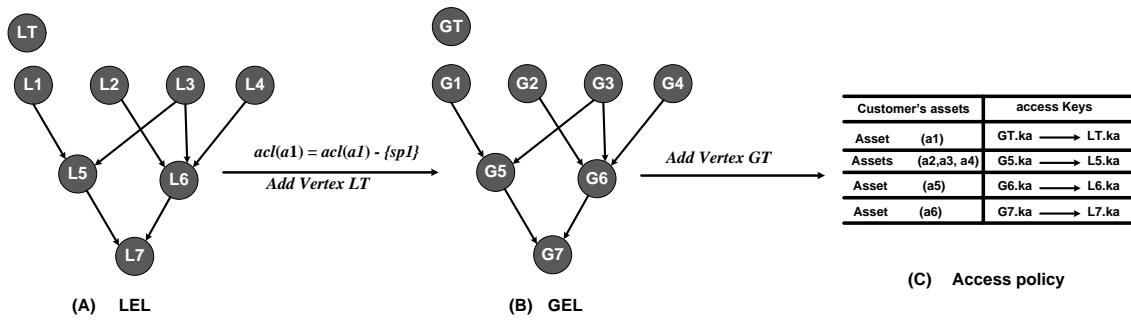 LT
L1 L2 L3 L4
L5 L6
L7
(A) LEL
acl(a1) = acl(a1) - {sp1}
Add Vertex LT
GT
G1 G2 G3 G4
G5 G6
G7
(B) GEL
Add Vertex GT
Customer's assets access Keys
Asset (a1) GT.ka LT.ka
Assets (a2,a3, a4) G5.ka L5.ka
Asset (a5) G6.ka L6.ka
Asset (a6) G7.ka L7.ka
(C) Access policy